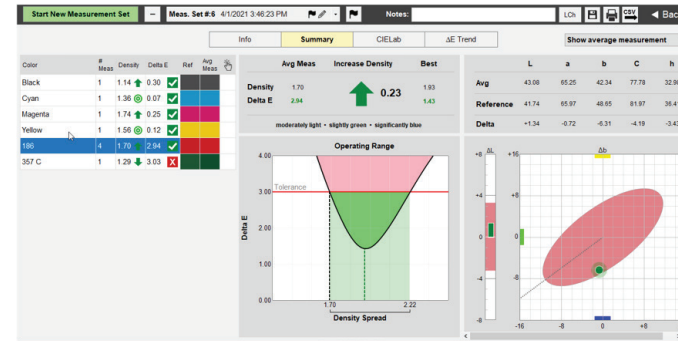 Start New Measurement Set
–
Meas. Set #:6 4/1/2021 3:46:23 PM
Notes:
LCh
CSV
◄ Bac
Info
Summary
CIELab
ΔE Trend
Show average measurement
Color # Meas Density Delta E Ref Avg Meas
Black 1 1.14 0.30
Cyan 1 1.36 0.07
Magenta 1 1.74 0.25
Yellow 1 1.56 0.12
186 4 1.70 2.94
357 C 1 1.29 3.03 X
Avg Meas Increase Density Best
Density 1.70 0.23 1.93
Delta E 2.94 1.43
moderately light • slightly green • significantly blue
L a b C h
Avg 43.08 65.25 42.34 77.78 32.98
Reference 41.74 65.97 48.65 81.97 36.41
Delta +1.34 -0.72 -6.31 -4.19 -3.43
Operating Range
4.00
Tolerance
3.00
2.00
1.00
0.00
Delta E
1.70 2.22
Density Spread
ΔL
+8
+4
0
-4
-8
Δb
+16
+8
0
-8
-16 -8 0 +8